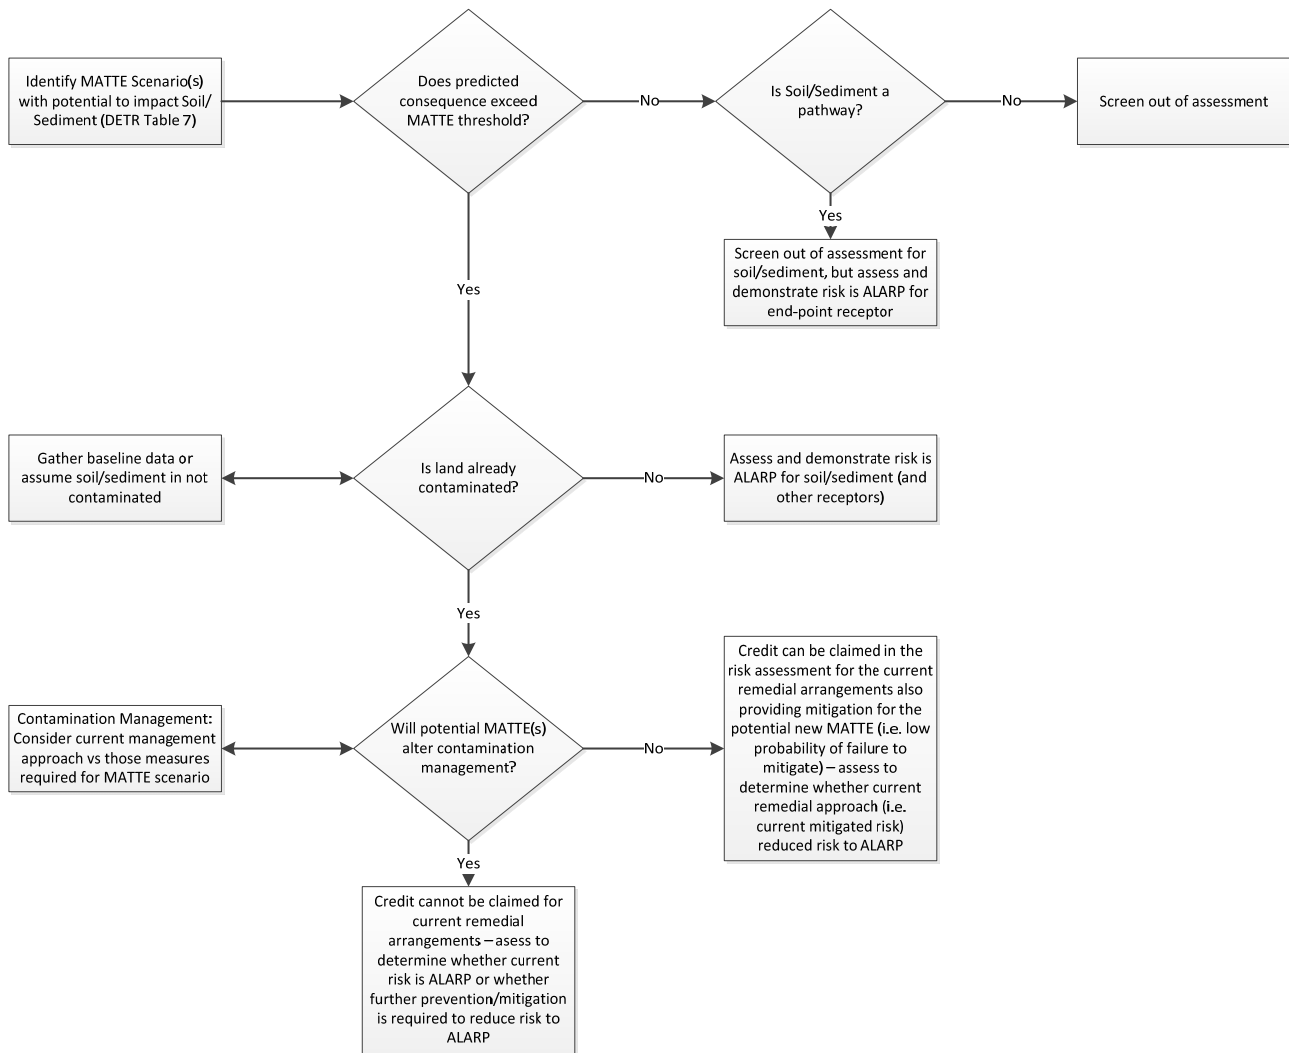 Identify MATTE Scenario(s)
with potential to impact Soil/
Sediment (DETR Table 7)
Does predicted
consequence exceed
MATTE threshold?
No
Is Soil/Sediment a
pathway?
No
Screen out of assessment
Yes
Screen out of assessment for
soil/sediment, but assess and
demonstrate risk is ALARP for
end-point receptor
Yes
Gather baseline data or
assume soil/sediment in not
contaminated
Is land already
contaminated?
No
Assess and demonstrate risk is
ALARP for soil/sediment (and
other receptors)
Yes
Contamination Management:
Consider current management
approach vs those measures
required for MATTE scenario
Will potential MATTE(s)
alter contamination
management?
No
Credit can be claimed in the
risk assessment for the current
remedial arrangements also
providing mitigation for the
potential new MATTE (i.e. low
probability of failure to
mitigate) – assess to
determine whether current
remedial approach (i.e.
current mitigated risk)
reduced risk to ALARP
Yes
Credit cannot be claimed for
current remedial
arrangements – asess to
determine whether current
risk is ALARP or whether
further prevention/mitigation
is required to reduce risk to
ALARP